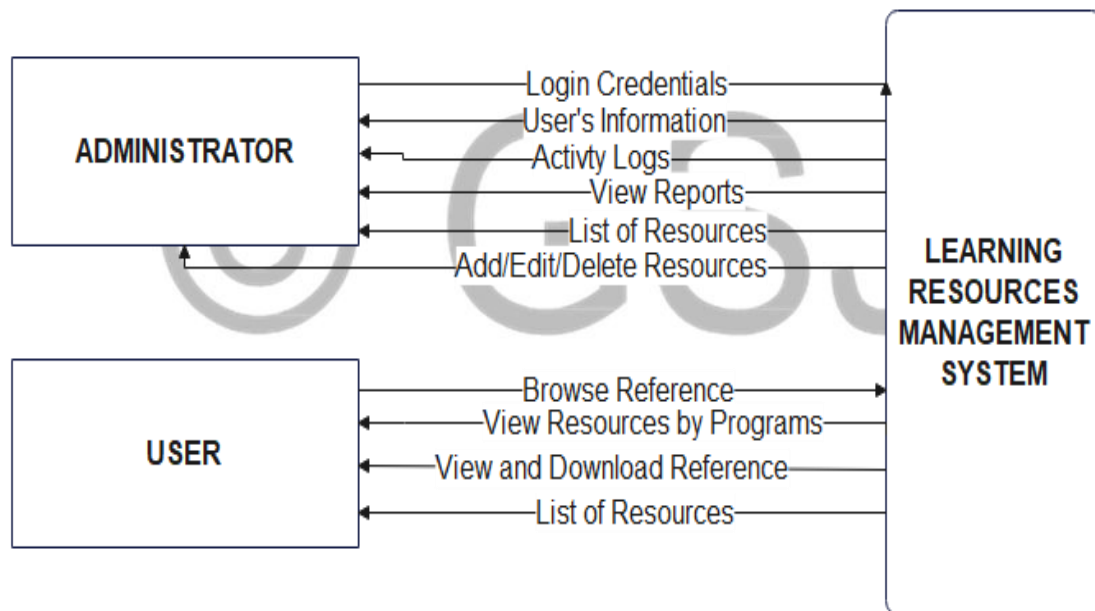 ADMINISTRATOR
Login Credentials
User's Information
Activty Logs
View Reports
List of Resources
Add/Edit/Delete Resources
LEARNING
RESOURCES
MANAGEMENT
SYSTEM
USER
Browse Reference
View Resources by Programs
View and Download Reference
List of Resources
© GSJ